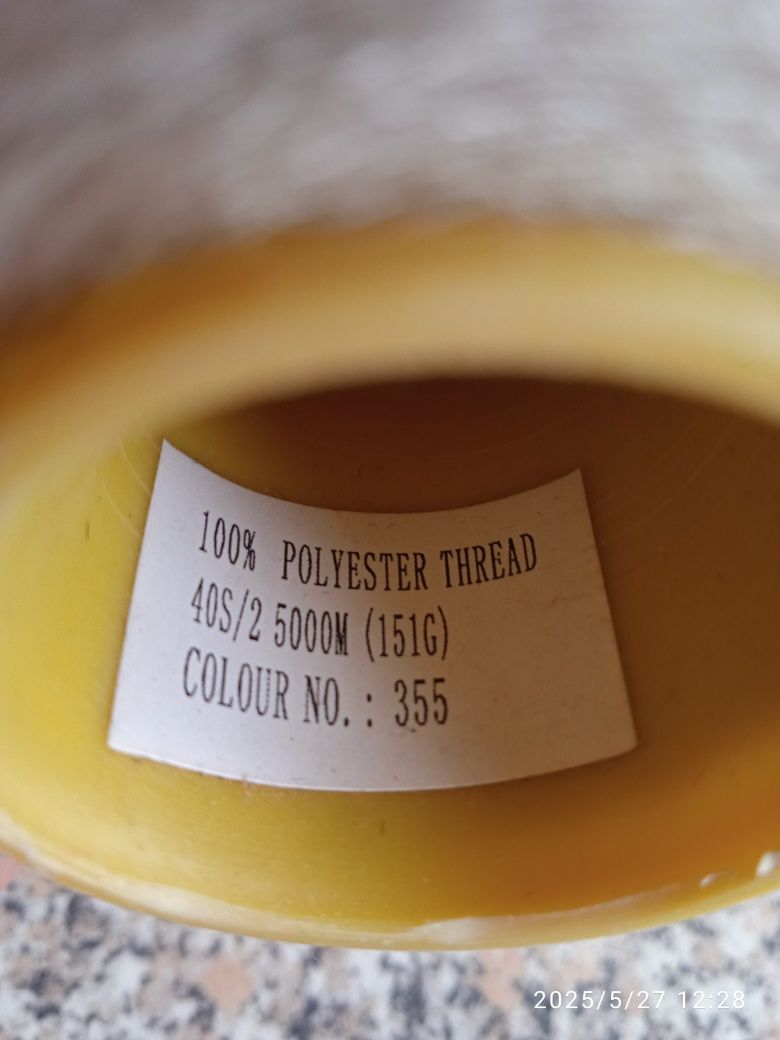 100% POLYESTER THREAD
40S/2 5000M (151G)
COLOUR NO.: 355
2025/5/27 12:28